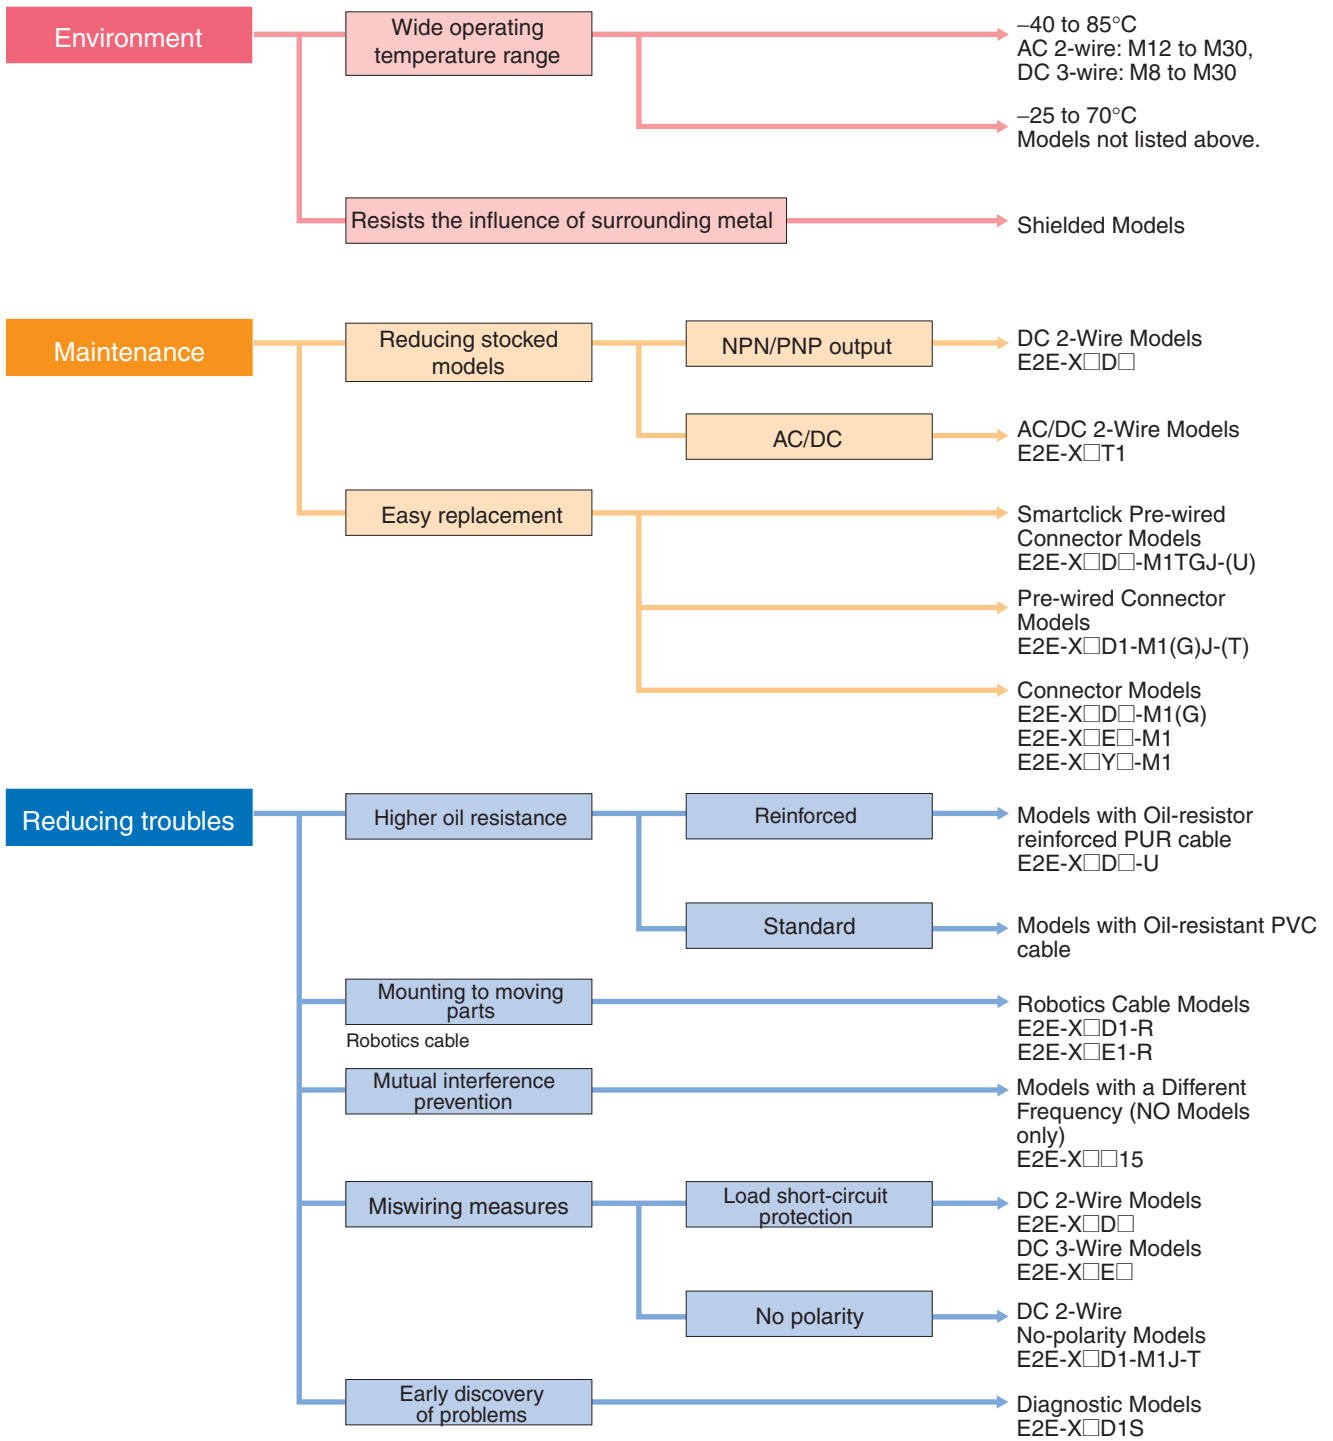 Environment
Wide operating
temperature range
–40 to 85°C
AC 2-wire: M12 to M30,
DC 3-wire: M8 to M30
–25 to 70°C
Models not listed above.
Resists the influence of surrounding metal
Shielded Models
Maintenance
Reducing stocked
models
NPN/PNP output
DC 2-Wire Models
E2E-X□D□
AC/DC
AC/DC 2-Wire Models
E2E-X□T1
Easy replacement
Smartclick Pre-wired
Connector Models
E2E-X□D□-M1TGJ-(U)
Pre-wired Connector
Models
E2E-X□D1-M1(G)J-(T)
Connector Models
E2E-X□D□-M1(G)
E2E-X□E□-M1
E2E-X□Y□-M1
Reducing troubles
Higher oil resistance
Reinforced
Models with Oil-resistor
reinforced PUR cable
E2E-X□D□-U
Standard
Models with Oil-resistant PVC
cable
Mounting to moving
parts
Robotics cable
Robotics Cable Models
E2E-X□D1-R
E2E-X□E1-R
Mutual interference
prevention
Models with a Different
Frequency (NO Models
only)
E2E-X□□15
Miswiring measures
Load short-circuit
protection
DC 2-Wire Models
E2E-X□D□
DC 3-Wire Models
E2E-X□E□
No polarity
DC 2-Wire
No-polarity Models
E2E-X□D1-M1J-T
Early discovery
of problems
Diagnostic Models
E2E-X□D1S